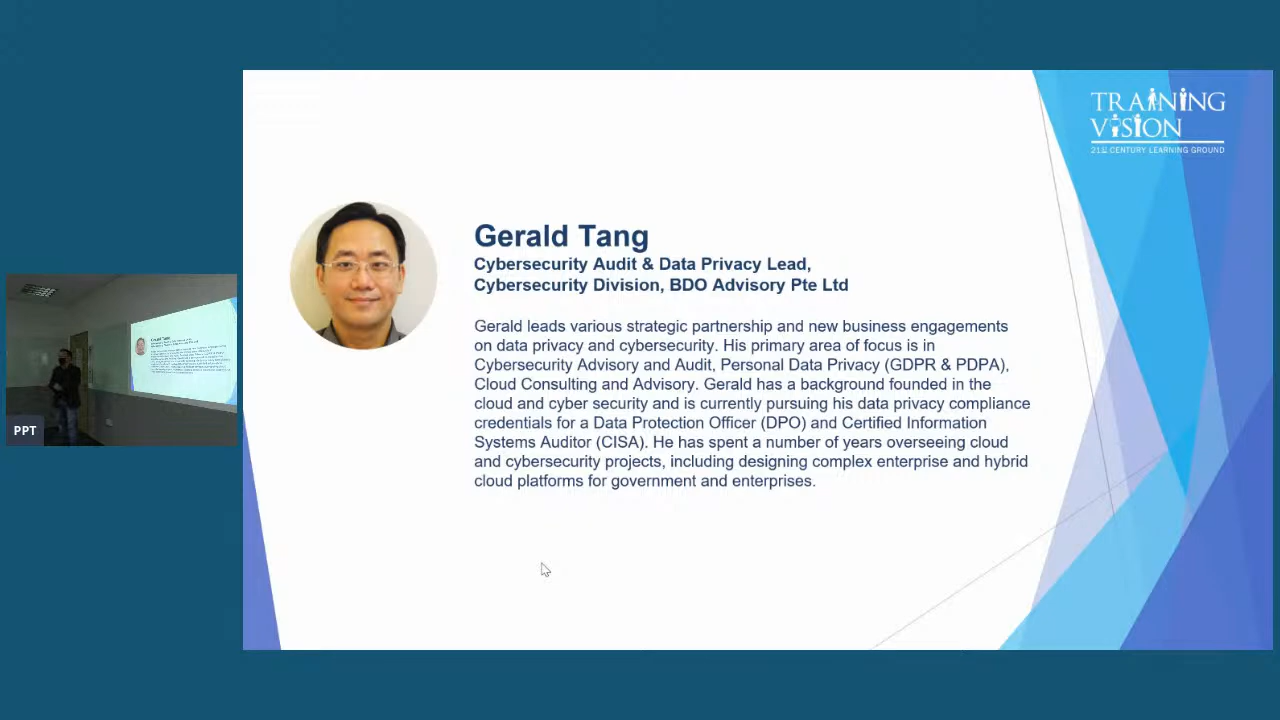 TRAINING
VISION
21st CENTURY LEARNING GROUND
Gerald Tang
Cybersecurity Audit & Data Privacy Lead,
Cybersecurity Division, BDO Advisory Pte Ltd
Gerald leads various strategic partnership and new business engagements
on data privacy and cybersecurity. His primary area of focus is in
Cybersecurity Advisory and Audit, Personal Data Privacy (GDPR & PDPA),
Cloud Consulting and Advisory. Gerald has a background founded in the
cloud and cyber security and is currently pursuing his data privacy compliance
credentials for a Data Protection Officer (DPO) and Certified Information
Systems Auditor (CISA). He has spent a number of years overseeing cloud
and cybersecurity projects, including designing complex enterprise and hybrid
cloud platforms for government and enterprises.
Gerald Tang
PPT